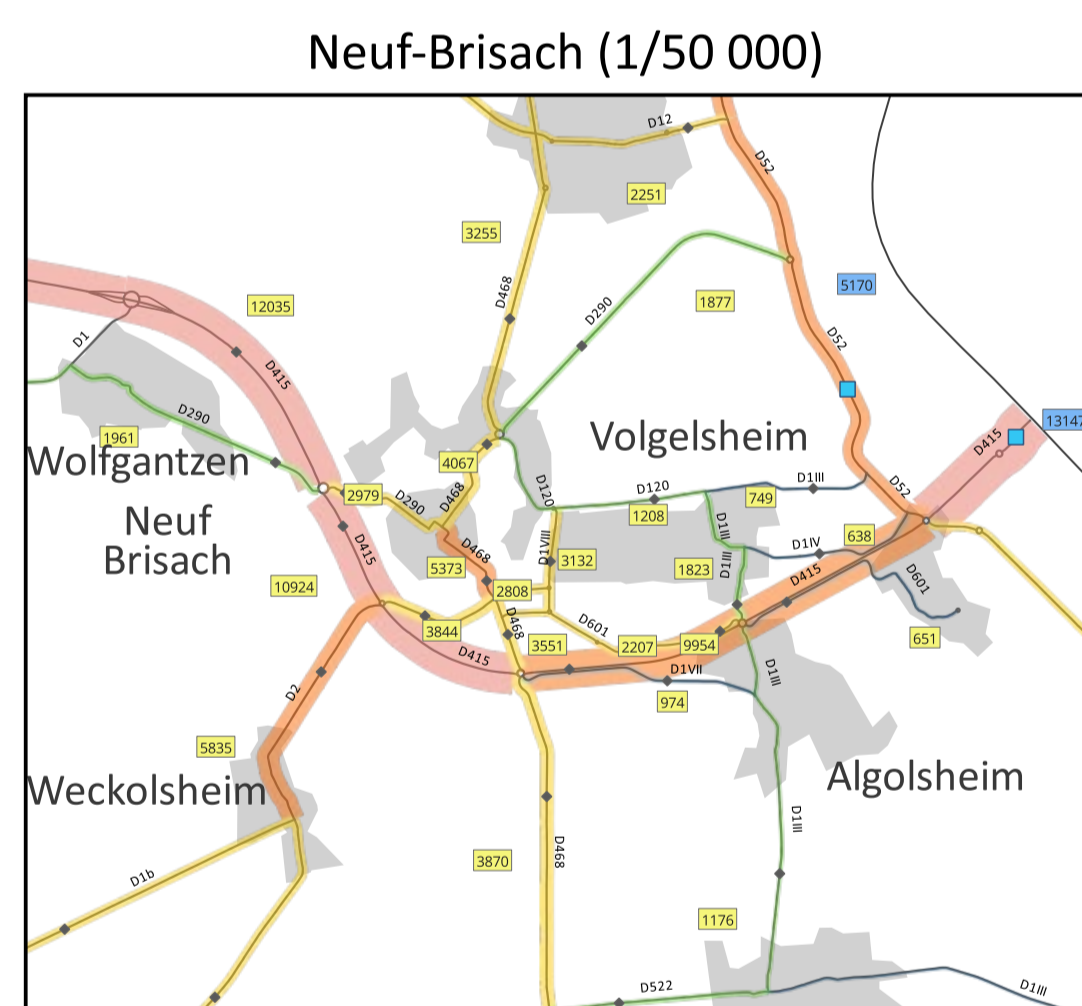 Neuf-Brisach (1/50 000)
D12
D52
2251
3255
5170
12035
1877
D468
D290
D1
D415
D52
D290
1961
Volgelsheim
13147
D415
Wolfgantzen
4067
2979
D290
D468
D120
D120
D1III
749
D52
1208
Neuf
Brisach
D415
D468
D1VIII
D1III
D1IV
638
5373
3132
1823
D1III
D415
D601
10924
2808
3844
D468
D601
3551
2207
9954
651
D415
D1VII
D1III
974
D2
5835
Weckolsheim
Algolsheim
D1III
D468
3870
D1b
1176
D522
D1III